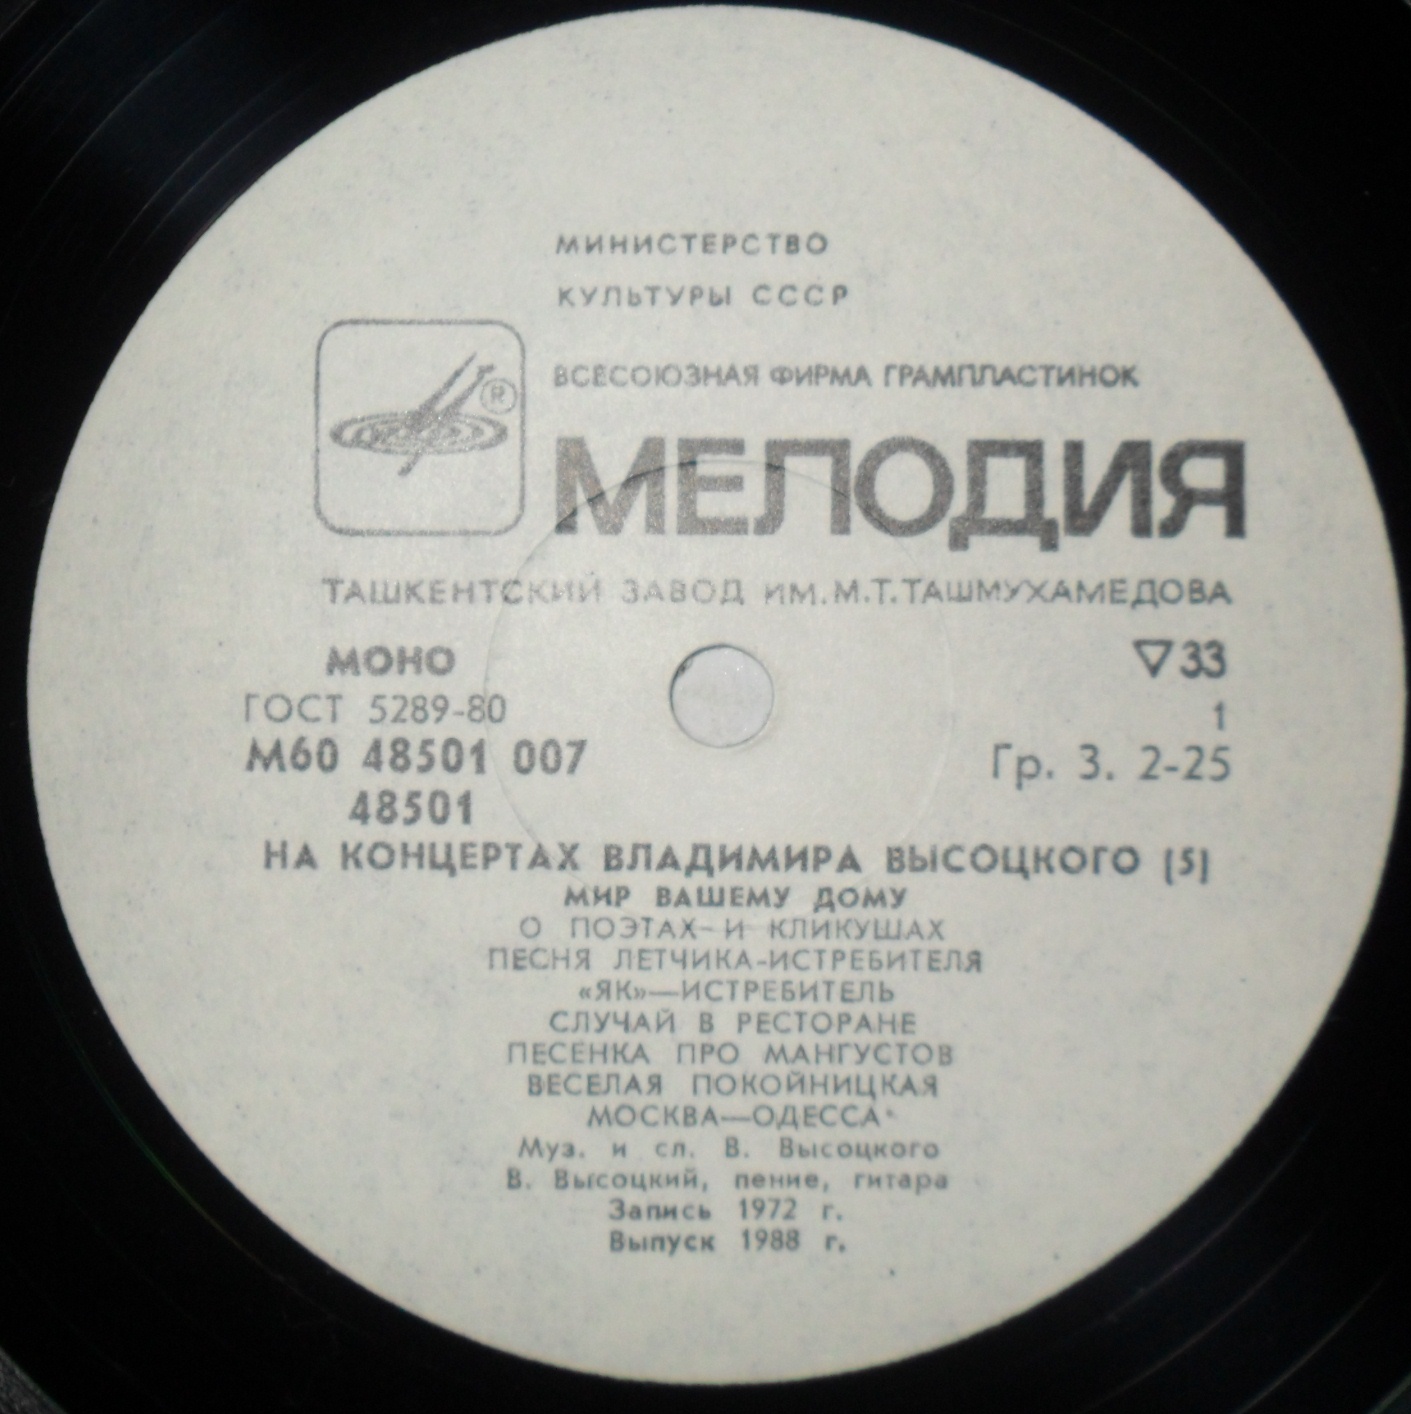 МИНИСТЕРСТВО
КУЛЬТУРЫ СССР
®
ВСЕСОЮЗНАЯ ФИРМА ГРАМПЛАСТИНОК
МЕЛОДИЯ
ТАШКЕНТСКИЙ ЗАВОД ИМ.М.Т.ТАШМУХАМЕДОВА
МОНО ▽33
ГОСТ 5289-80 1
М60 48501 007 Гр. 3. 2-25
48501
НА КОНЦЕРТАХ ВЛАДИМИРА ВЫСОЦКОГО (5)
МИР ВАШЕМУ ДОМУ
О ПОЭТАХ И КЛИКУШАХ
ПЕСНЯ ЛЕТЧИКА-ИСТРЕБИТЕЛЯ
«ЯК»—ИСТРЕБИТЕЛЬ
СЛУЧАЙ В РЕСТОРАНЕ
ПЕСЕНКА ПРО МАНГУСТОВ
ВЕСЕЛАЯ ПОКОЙНИЦКАЯ
МОСКВА—ОДЕССА
Муз. и сл. В. Высоцкого
В. Высоцкий, пение, гитара
Запись 1972 г.
Выпуск 1988 г.